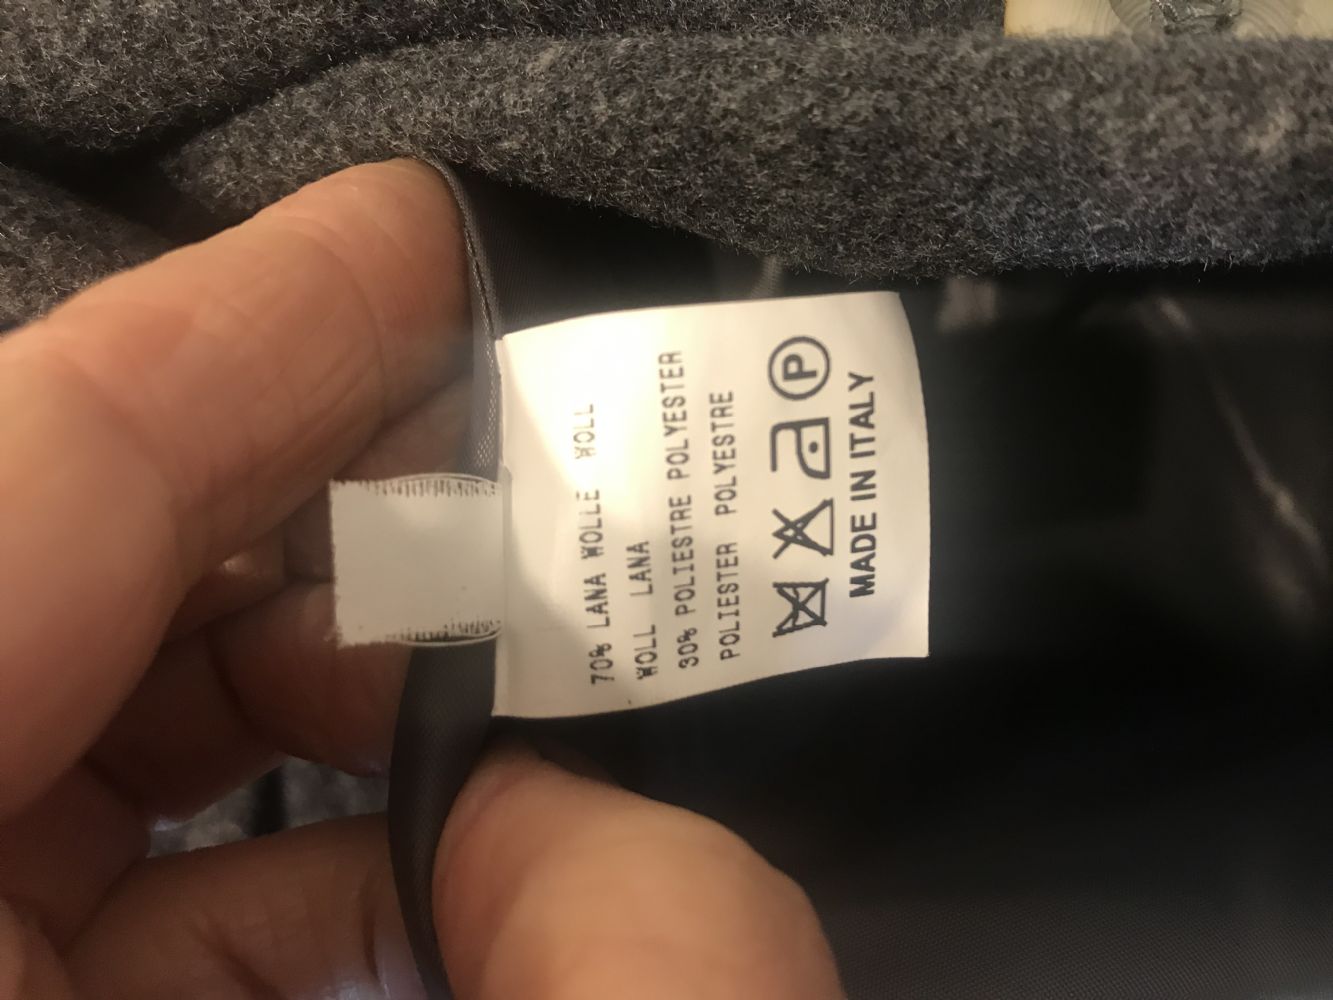 70% LANA WOLLE WOLL
WOLL LANA
30% POLIESTRE POLYESTER
POLIESTER POLYESTRE
P
MADE IN ITALY